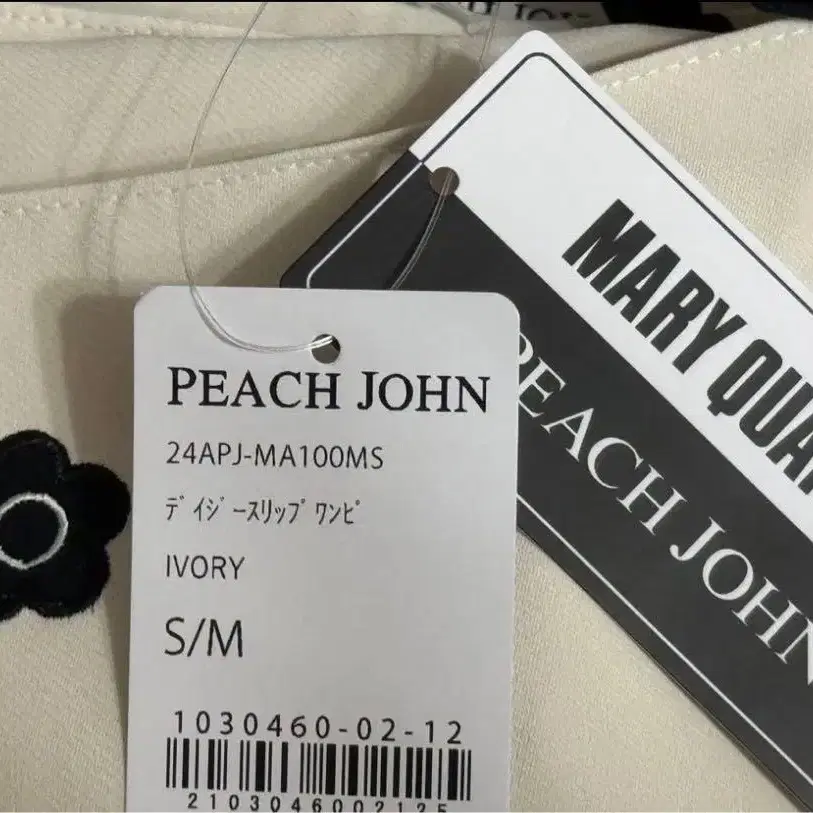 PEACH JOHN
24APJ-MA100MS
ﾃﾞｲｼﾞｰｽﾘｯﾌﾟﾜﾝﾋﾟ
IVORY
S/M
1030460-02-12
2103046002125
MARY QUA
PEACH JOHN